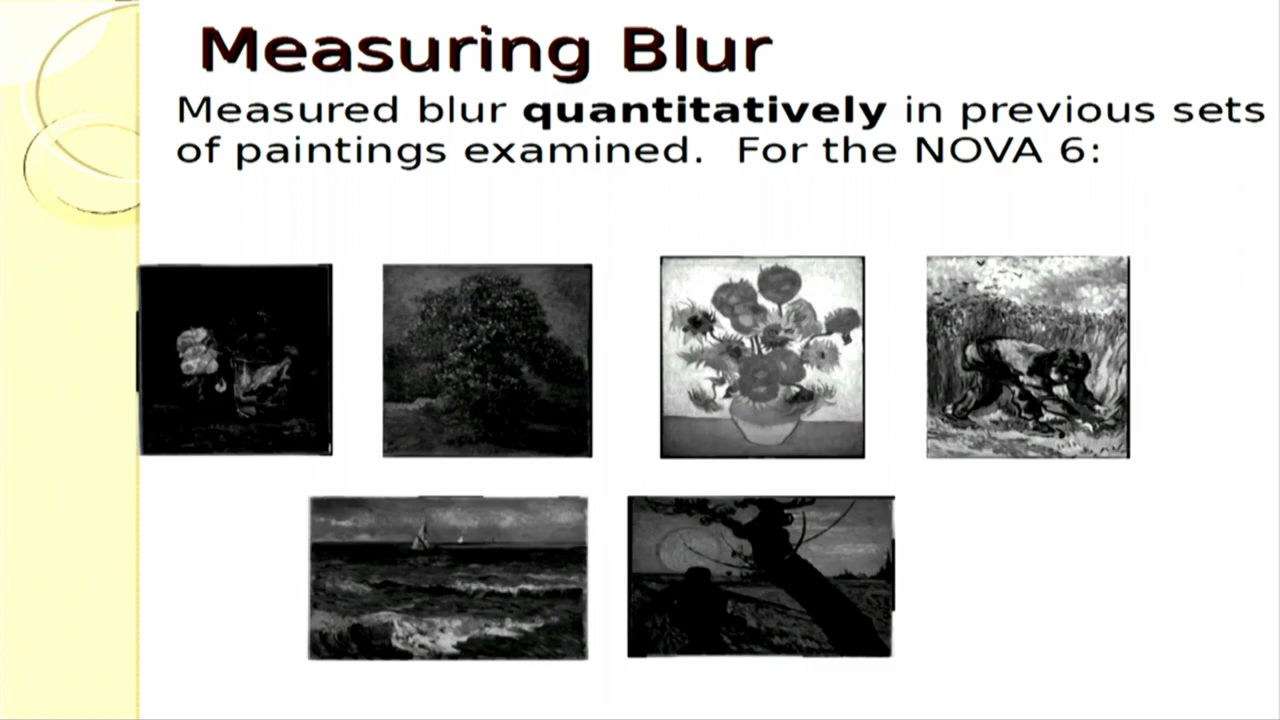 Measuring Blur
Measured blur quantitatively in previous sets
of paintings examined. For the NOVA 6: